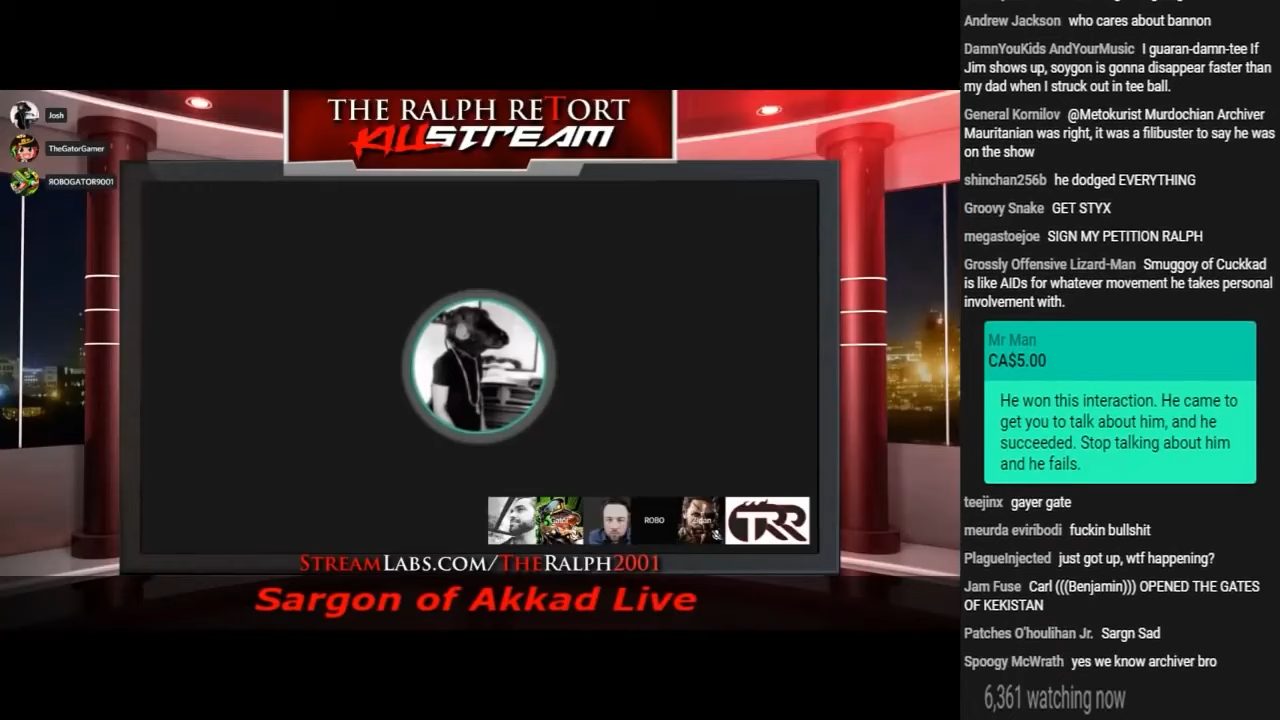 THE RALPH RETORT
KILLSTREAM
Josh
TheGatorGamer
ROBOGATOR9001
Gator
ROBO
Zidan
TRR
STREAMLABS.COM/THERALPH2001
Sargon of Akkad Live
Andrew Jackson who cares about bannon
DamnYouKids AndYourMusic I guaran-damn-tee If
Jim shows up, soygon is gonna disappear faster than
my dad when I struck out in tee ball.
General Kornilov @Metokurist Murdochian Archiver
Mauritanian was right, it was a filibuster to say he was
on the show
shinchan256b he dodged EVERYTHING
Groovy Snake GET STYX
megastoejoe SIGN MY PETITION RALPH
Grossly Offensive Lizard-Man Smuggoy of Cuckkad
is like AIDs for whatever movement he takes personal
involvement with.
Mr Man
CA$5.00
He won this interaction. He came to
get you to talk about him, and he
succeeded. Stop talking about him
and he fails.
teejinx gayer gate
meurda eviribodi fuckin bullshit
PlagueInjected just got up, wtf happening?
Jam Fuse Carl (((Benjamin))) OPENED THE GATES
OF KEKISTAN
Patches O'houlihan Jr. Sargn Sad
Spoogy McWrath yes we know archiver bro
6,361 watching now